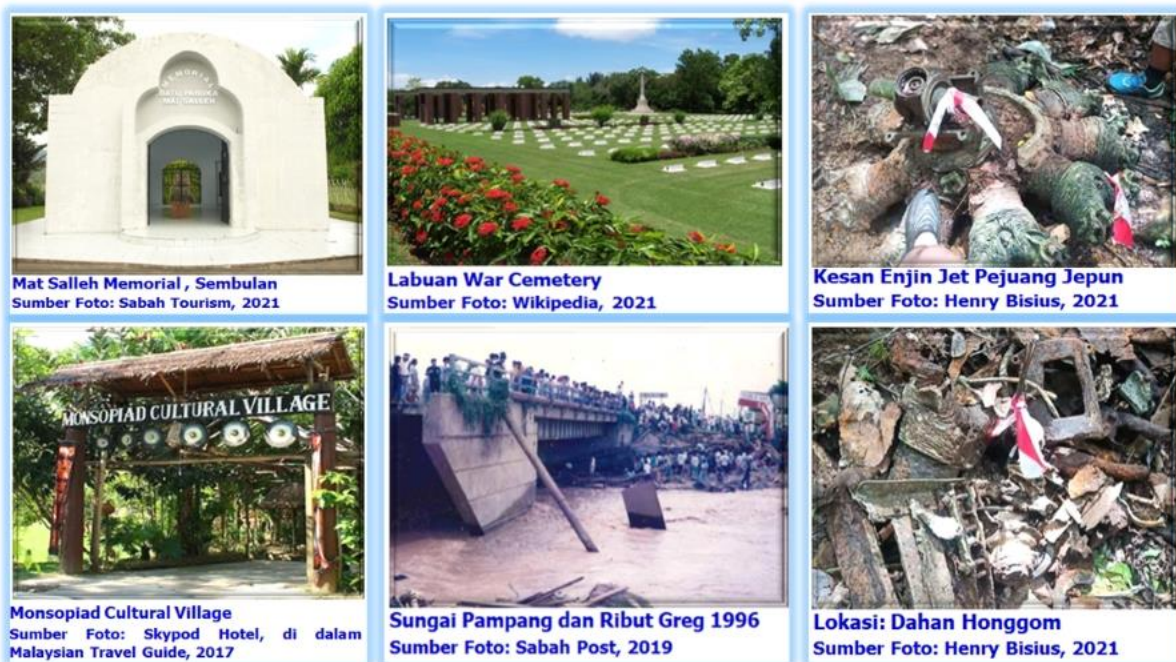 MEMORIAL
DATU PADUKA
MAT SALLEH
Mat Salleh Memorial , Sembulan
Sumber Foto: Sabah Tourism, 2021
Labuan War Cemetery
Sumber Foto: Wikipedia, 2021
Kesan Enjin Jet Pejuang Jepun
Sumber Foto: Henry Bisius, 2021
MONSOPIAD CULTURAL VILLAGE
Monsopiad Cultural Village
Sumber Foto: Skypod Hotel, di dalam
Malaysian Travel Guide, 2017
Sungai Pampang dan Ribut Greg 1996
Sumber Foto: Sabah Post, 2019
Lokasi: Dahan Honggom
Sumber Foto: Henry Bisius, 2021